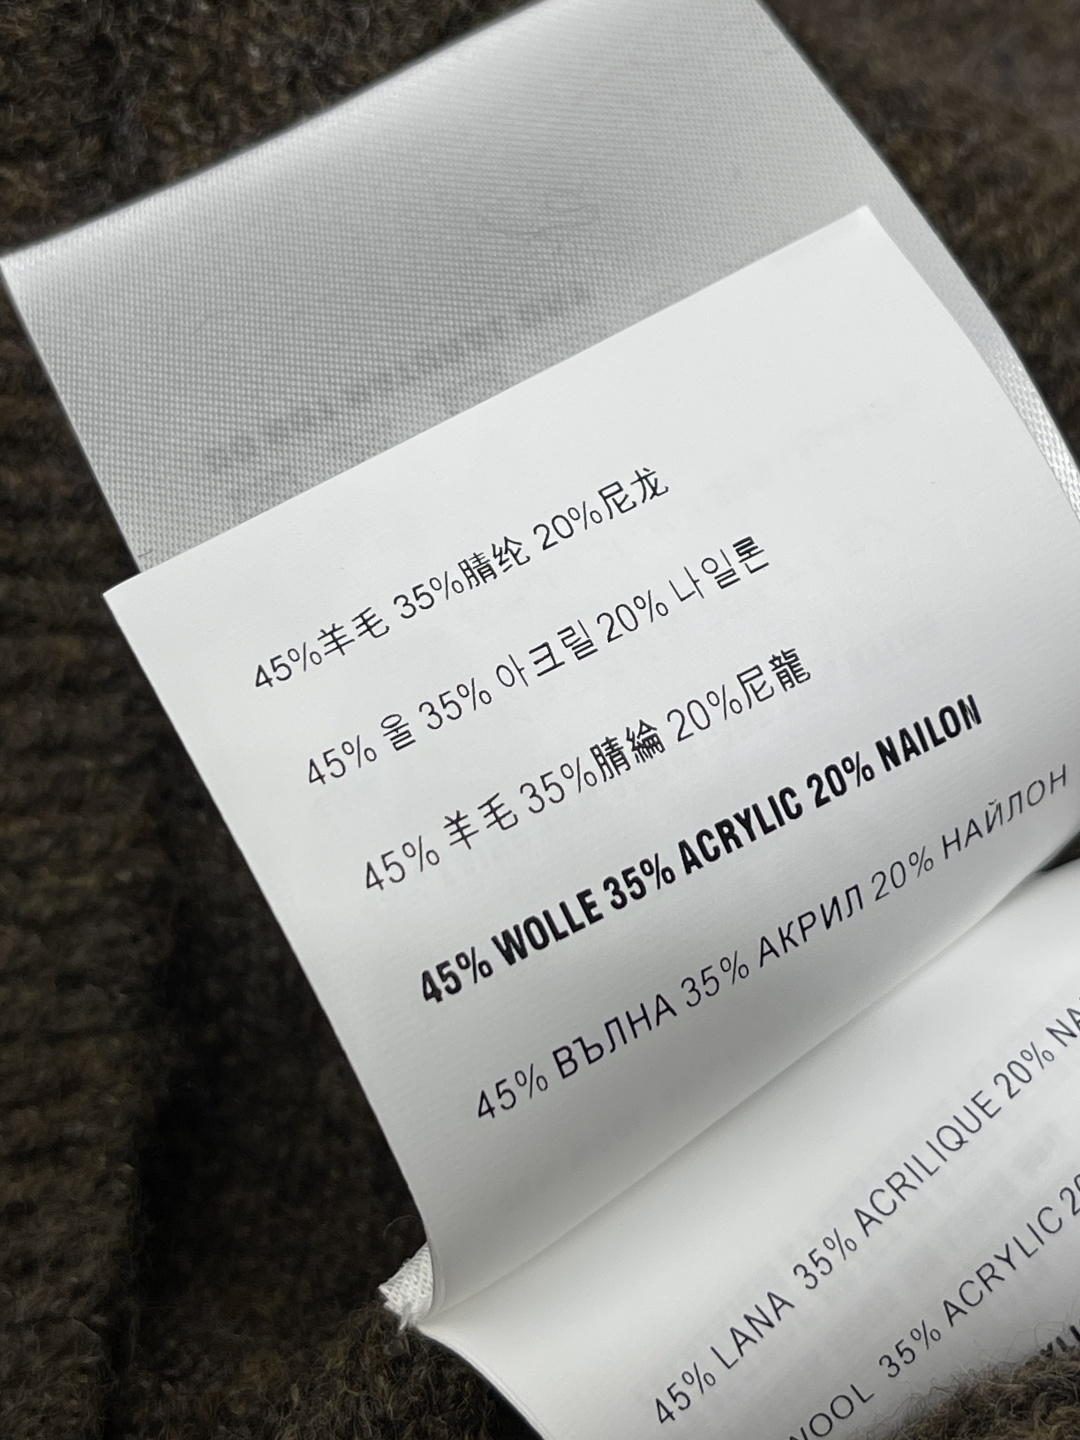 45%羊毛 35%腈纶 20%尼龙
45% 울 35% 아크릴 20% 나일론
45% 羊毛 35%腈綸 20%尼龍
45% WOLLE 35% ACRYLIC 20% NAILON
45% ВЪЛНА 35% АКРИЛ 20% НАЙЛОН
45% LANA 35% ACRILIQUE 20%
WOOL 35% ACRYLIC